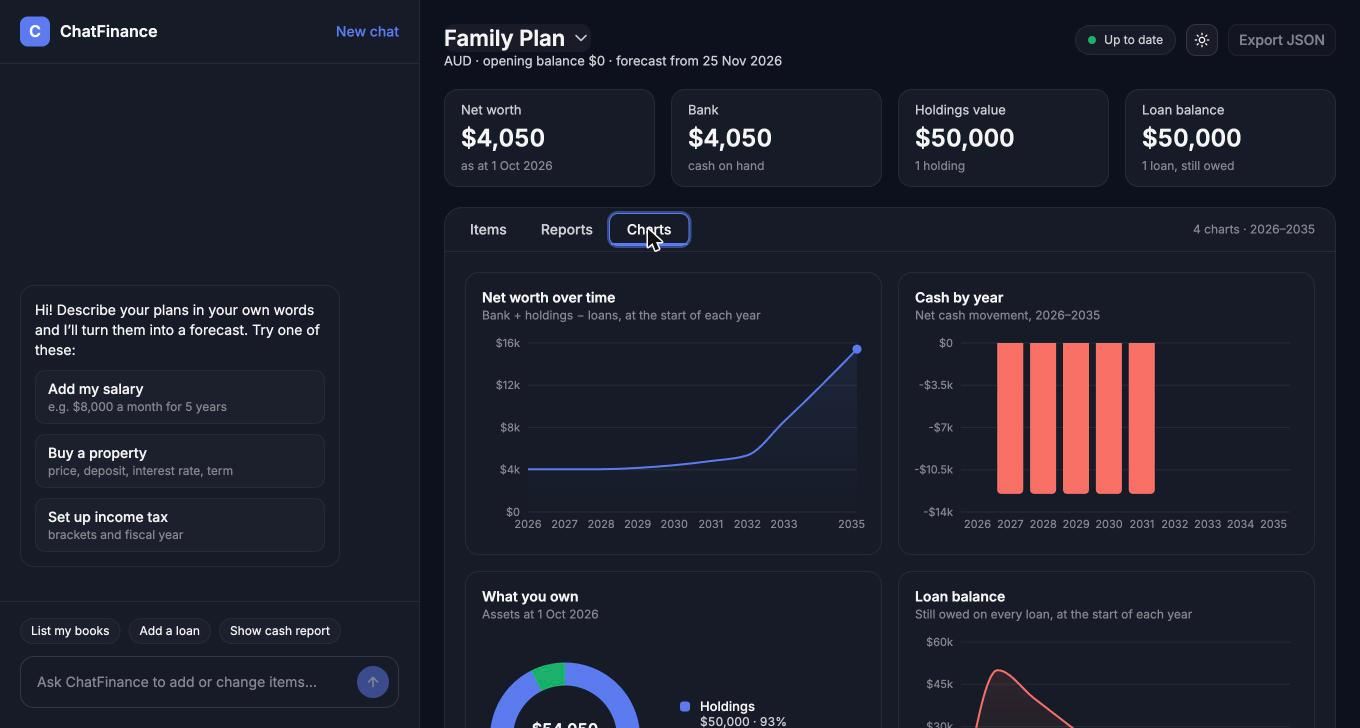 C ChatFinance
New chat
Hi! Describe your plans in your own words
and I’ll turn them into a forecast. Try one of
these:
Add my salary
e.g. $8,000 a month for 5 years
Buy a property
price, deposit, interest rate, term
Set up income tax
brackets and fiscal year
List my books
Add a loan
Show cash report
Ask ChatFinance to add or change items...
Family Plan
AUD · opening balance $0 · forecast from 25 Nov 2026
Up to date
Export JSON
Net worth
$4,050
as at 1 Oct 2026
Bank
$4,050
cash on hand
Holdings value
$50,000
1 holding
Loan balance
$50,000
1 loan, still owed
Items
Reports
Charts
4 charts · 2026–2035
Net worth over time
Bank + holdings − loans, at the start of each year
$16k
$12k
$8k
$4k
$0
2026 2027 2028 2029 2030 2031 2032 2033 2035
Cash by year
Net cash movement, 2026–2035
$0
-$3.5k
-$7k
-$10.5k
-$14k
2026 2027 2028 2029 2030 2031 2032 2033 2034 2035
What you own
Assets at 1 Oct 2026
$54,050
Holdings
$50,000 · 93%
Loan balance
Still owed on every loan, at the start of each year
$60k
$45k
$30k